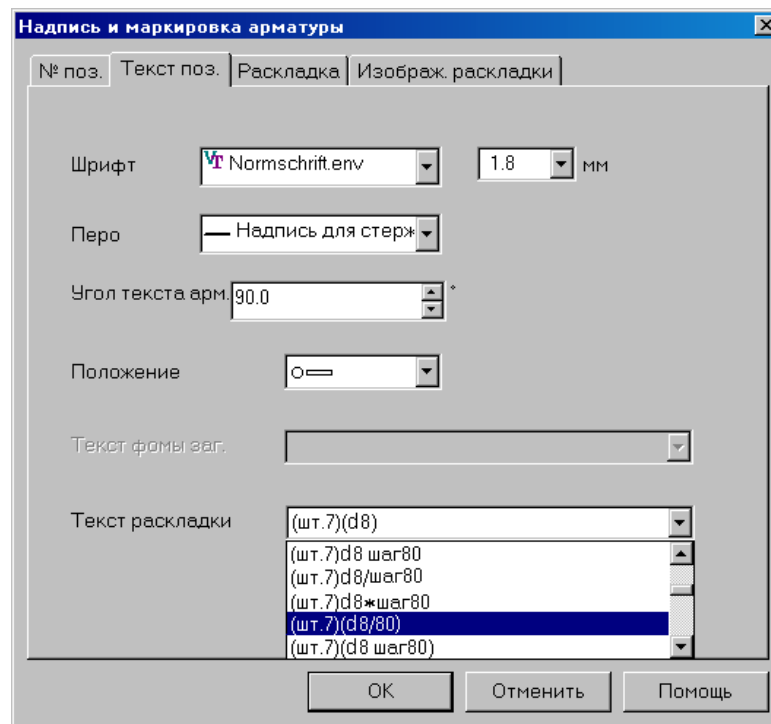 Надпись и маркировка арматуры
№ поз. Текст поз. Раскладка Изображ. раскладки
Шрифт Normschrift.env 1.8 мм
Перо Надпись для стерж
Угол текста арм. 90.0 °
Положение
Текст фомы заг.
Текст раскладки (шт.7)(d8)
(шт.7)d8 шаг80
(шт.7)d8/шаг80
(шт.7)d8*шаг80
(шт.7)(d8/80)
(шт.7)(d8 шаг80)
OK Отменить Помощь